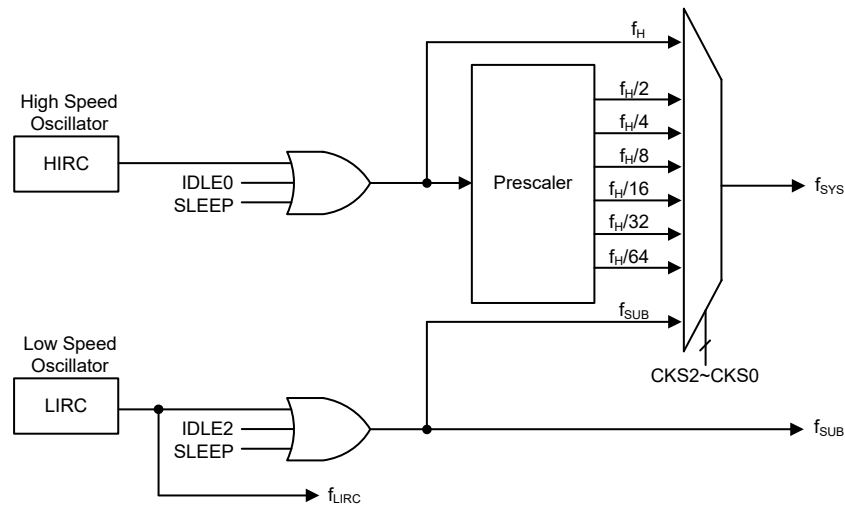 High Speed
Oscillator
HIRC
IDLE0
SLEEP
Prescaler
fH
fH/2
fH/4
fH/8
fH/16
fH/32
fH/64
fSUB
fSYS
CKS2~CKS0
Low Speed
Oscillator
LIRC
IDLE2
SLEEP
fSUB
fLIRC